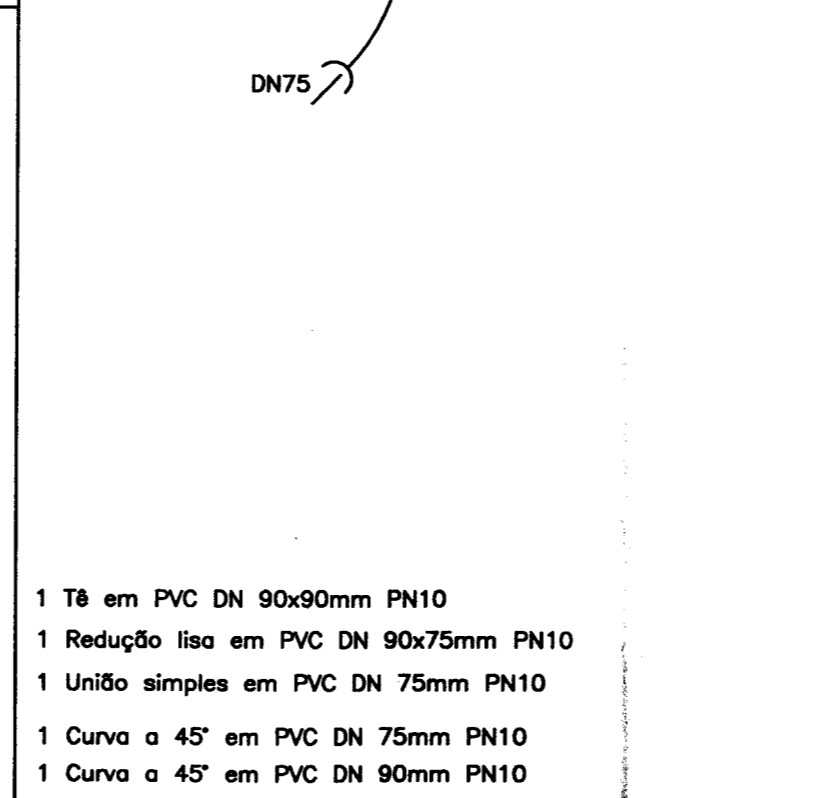 DN75
1 Tê em PVC DN 90x90mm PN10
1 Redução lisa em PVC DN 90x75mm PN10
1 União simples em PVC DN 75mm PN10
1 Curva a 45° em PVC DN 75mm PN10
1 Curva a 45° em PVC DN 90mm PN10